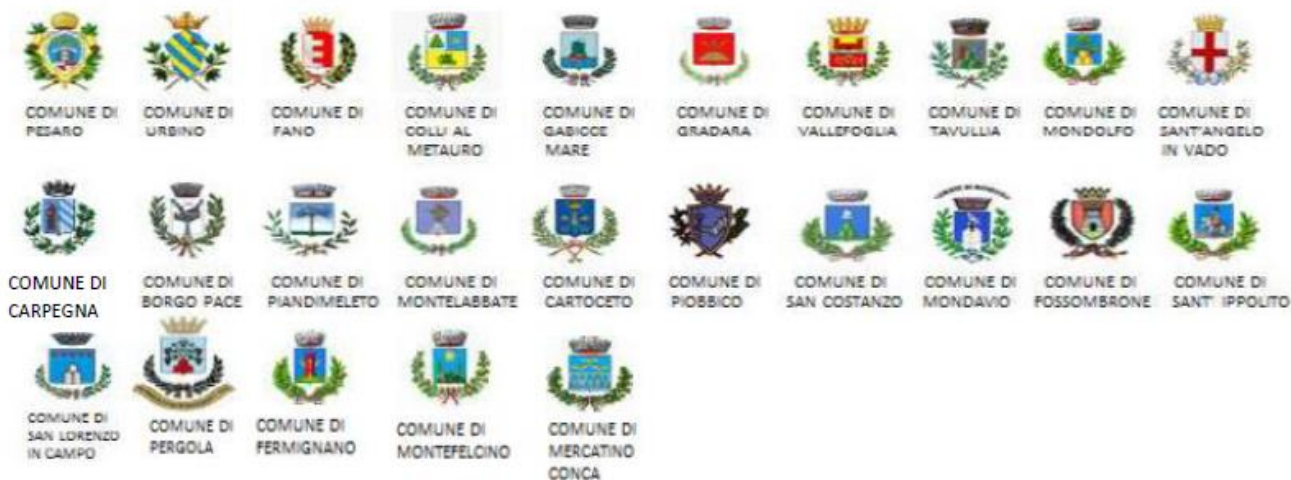 COMUNE DI
PESARO
COMUNE DI
URBINO
COMUNE DI
FANO
COMUNE DI
COLLI AL
METAURO
COMUNE DI
GABICCE
MARE
COMUNE DI
GRADARA
COMUNE DI
VALLEFOGLIA
COMUNE DI
TAVULLIA
COMUNE DI
MONDOLFO
COMUNE DI
SANT'ANGELO
IN VADO
COMUNE DI
CARPEGNA
COMUNE DI
BORGO PACE
COMUNE DI
PIANDIMELETO
COMUNE DI
MONTELABBATE
COMUNE DI
CARTOCETO
COMUNE DI
PIOBBICO
COMUNE DI
SAN COSTANZO
COMUNE DI
MONDAVIO
COMUNE DI
FOSSOMBRONE
COMUNE DI
SANT' IPPOLITO
COMUNE DI
SAN LORENZO
IN CAMPO
COMUNE DI
PERGOLA
COMUNE DI
FERMIGNANO
COMUNE DI
MONTEFELCINO
COMUNE DI
MERCATINO
CONCA